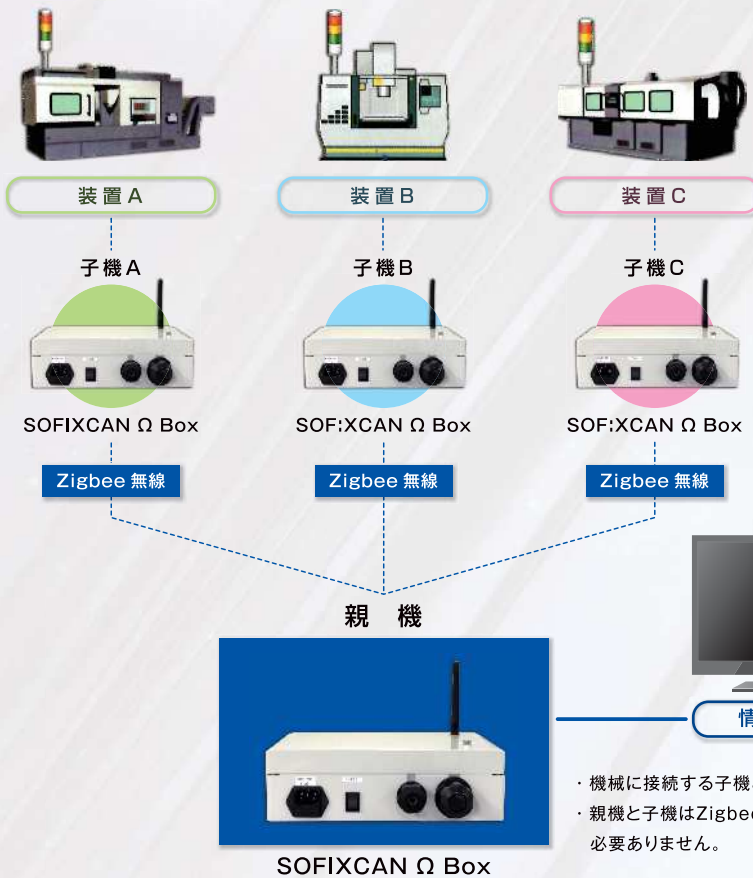 装置A
装置B
装置C
子機A
子機B
子機C
SOFIXCAN Ω Box
SOF:XCAN Ω Box
SOF:XCAN Ω Box
Zigbee 無線
Zigbee 無線
Zigbee 無線
親 機
情
・機械に接続する子機
・親機と子機はZigbee
必要ありません。
SOFIXCAN Ω Box